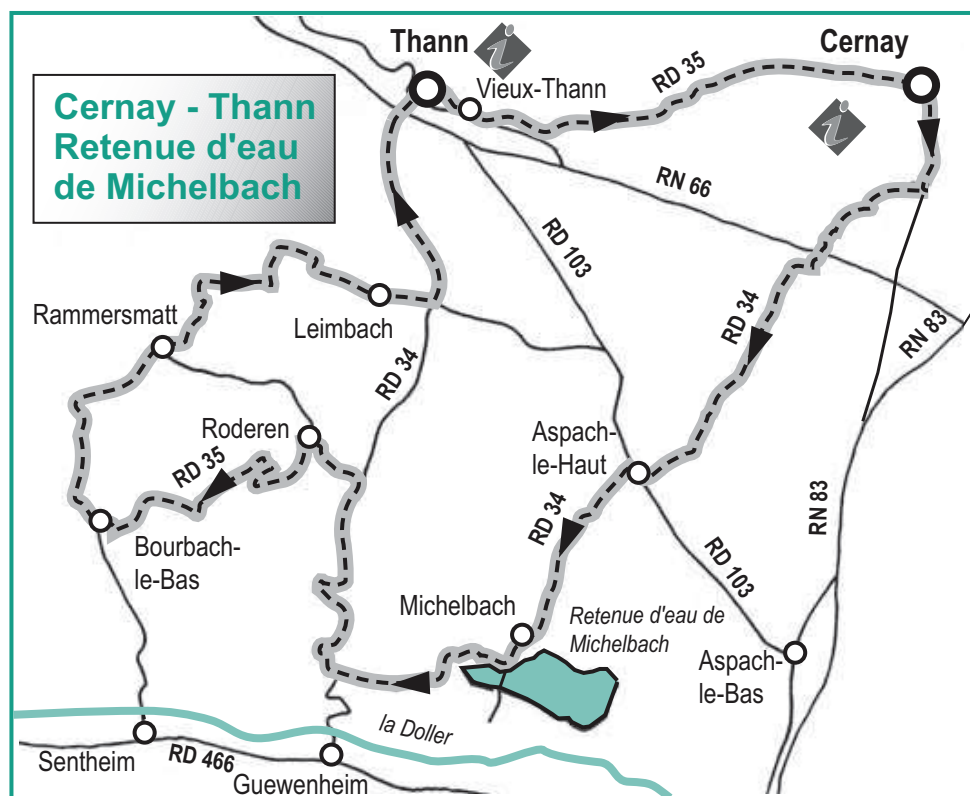 Cernay - Thann
Retenue d'eau
de Michelbach
Thann
Cernay
Vieux-Thann
RD 35
RN 66
RD 103
RD 34
RN 83
Rammersmatt
Leimbach
RD 34
Roderen
RD 35
Aspach-
le-Haut
RD 34
RN 83
Bourbach-
le-Bas
RD 103
Michelbach
Retenue d'eau de
Michelbach
Aspach-
le-Bas
la Doller
Sentheim
RD 466
Guewenheim